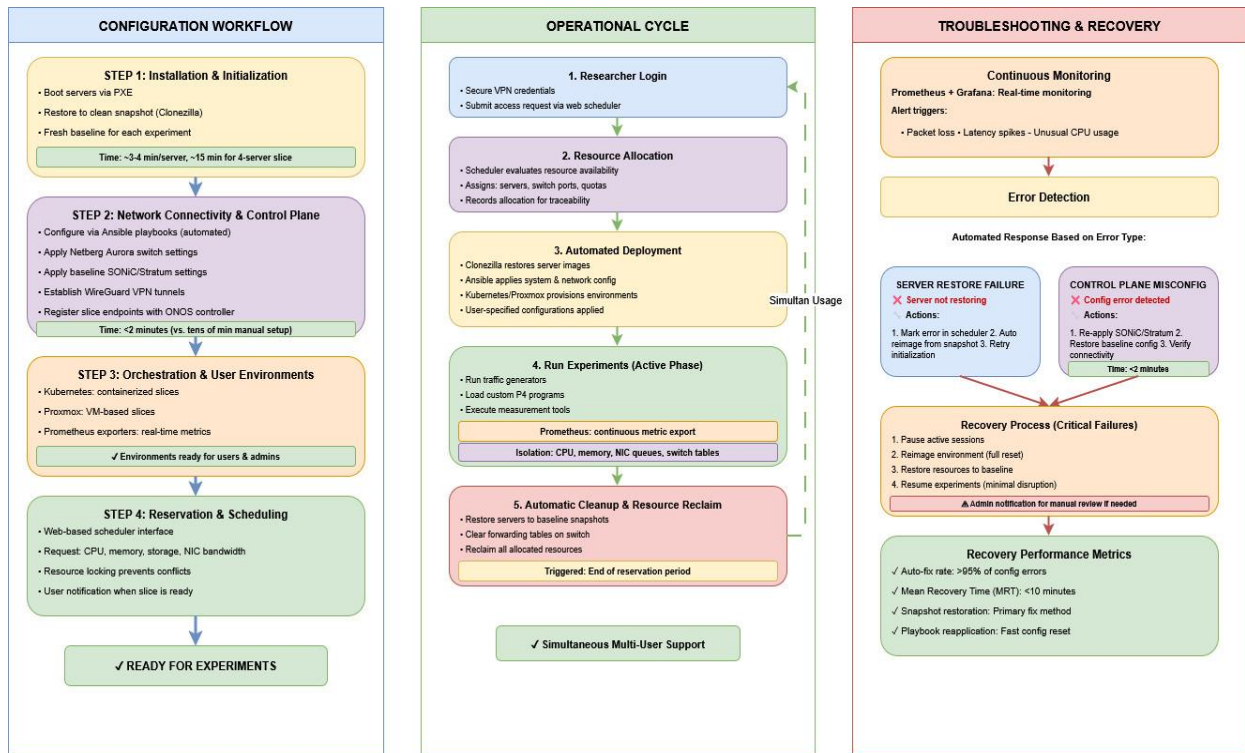 CONFIGURATION WORKFLOW
STEP 1: Installation & Initialization
• Boot servers via PXE
• Restore to clean snapshot (Clonezilla)
• Fresh baseline for each experiment
Time: ~3-4 min/server, ~15 min for 4-server slice
STEP 2: Network Connectivity & Control Plane
• Configure via Ansible playbooks (automated)
• Apply Netberg Aurora switch settings
• Apply baseline SONiC/Stratum settings
• Establish WireGuard VPN tunnels
• Register slice endpoints with ONOS controller
Time: <2 minutes (vs. tens of min manual setup)
STEP 3: Orchestration & User Environments
• Kubernetes: containerized slices
• Proxmox: VM-based slices
• Prometheus exporters: real-time metrics
✓ Environments ready for users & admins
STEP 4: Reservation & Scheduling
• Web-based scheduler interface
• Request: CPU, memory, storage, NIC bandwidth
• Resource locking prevents conflicts
• User notification when slice is ready
✓ READY FOR EXPERIMENTS
OPERATIONAL CYCLE
1. Researcher Login
• Secure VPN credentials
• Submit access request via web scheduler
2. Resource Allocation
• Scheduler evaluates resource availability
• Assigns: servers, switch ports, quotas
• Records allocation for traceability
3. Automated Deployment
• Clonezilla restores server images
• Ansible applies system & network config
• Kubernetes/Proxmox provisions environments
• User-specified configurations applied
Simultan Usage
4. Run Experiments (Active Phase)
• Run traffic generators
• Load custom P4 programs
• Execute measurement tools
Prometheus: continuous metric export
Isolation: CPU, memory, NIC queues, switch tables
5. Automatic Cleanup & Resource Reclaim
• Restore servers to baseline snapshots
• Clear forwarding tables on switch
• Reclaim all allocated resources
Triggered: End of reservation period
✓ Simultaneous Multi-User Support
TROUBLESHOOTING & RECOVERY
Continuous Monitoring
Prometheus + Grafana: Real-time monitoring
Alert triggers:
• Packet loss • Latency spikes - Unusual CPU usage
Error Detection
Automated Response Based on Error Type:
SERVER RESTORE FAILURE
❌ Server not restoring
🔧 Actions:
1. Mark error in scheduler 2. Auto
reimage from snapshot 3. Retry
initialization
CONTROL PLANE MISCONFIG
❌ Config error detected
🔧 Actions:
1. Re-apply SONiC/Stratum 2.
Restore baseline config 3. Verify
connectivity
Time: <2 minutes
Recovery Process (Critical Failures)
1. Pause active sessions
2. Reimage environment (full reset)
3. Restore resources to baseline
4. Resume experiments (minimal disruption)
⚠ Admin notification for manual review if needed
Recovery Performance Metrics
✓ Auto-fix rate: >95% of config errors
✓ Mean Recovery Time (MRT): <10 minutes
✓ Snapshot restoration: Primary fix method
✓ Playbook reapplication: Fast config reset